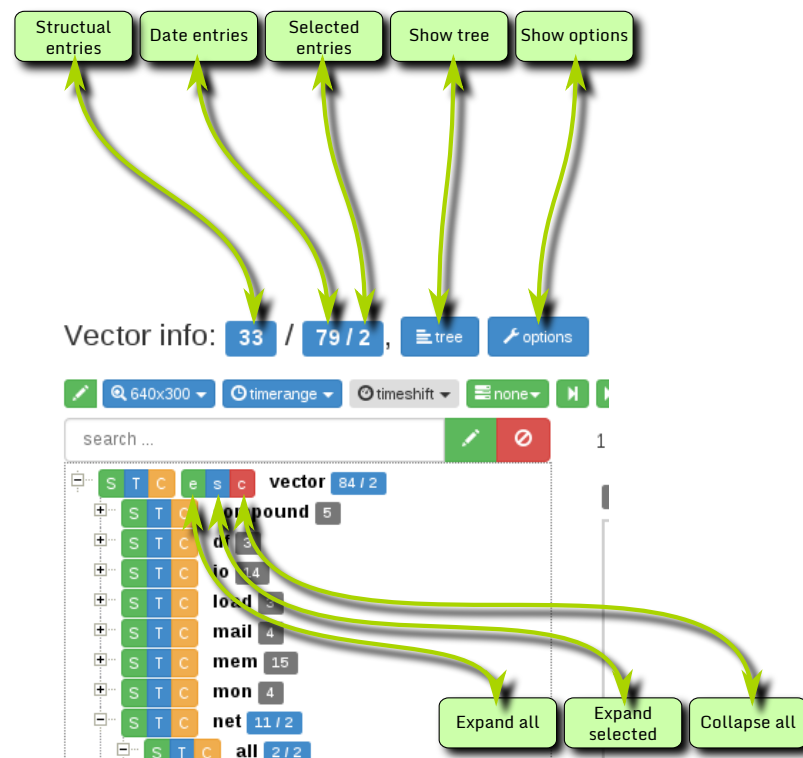 Structual
entries
Date entries
Selected
entries
Show tree
Show options
Vector info: 33 / 79 / 2 , tree options
640x300 timerange timeshift none
search ...
1
S T C e s c vector 84 / 2
S T C compound 5
S T C df 3
S T C io 14
S T C load 3
S T C mail 4
S T C mem 15
S T C mon 4
S T C net 11 / 2
S T C all 2 / 2
Expand all
Expand
selected
Collapse all